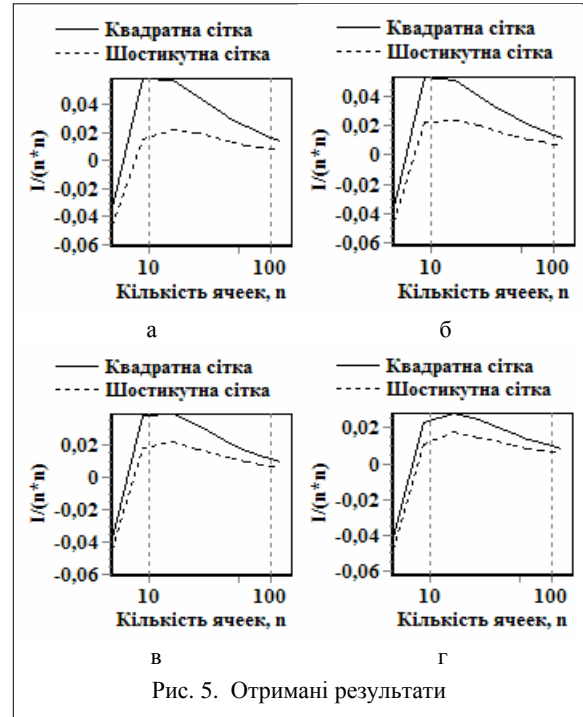 Квадратна сітка
Шостикутна сітка
I/(n*n)
0,04
0,02
0
-0,02
-0,04
-0,06
10 100
Кількість ячеек, n
а
Квадратна сітка
Шостикутна сітка
I/(n*n)
0,04
0,02
0
-0,02
-0,04
-0,06
10 100
Кількість ячеек, n
б
Квадратна сітка
Шостикутна сітка
I/(n*n)
0,02
0
-0,02
-0,04
-0,06
10 100
Кількість ячеек, n
в
Квадратна сітка
Шостикутна сітка
I/(n*n)
0,02
0
-0,02
-0,04
-0,06
10 100
Кількість ячеек, n
г
Рис. 5. Отримані результати